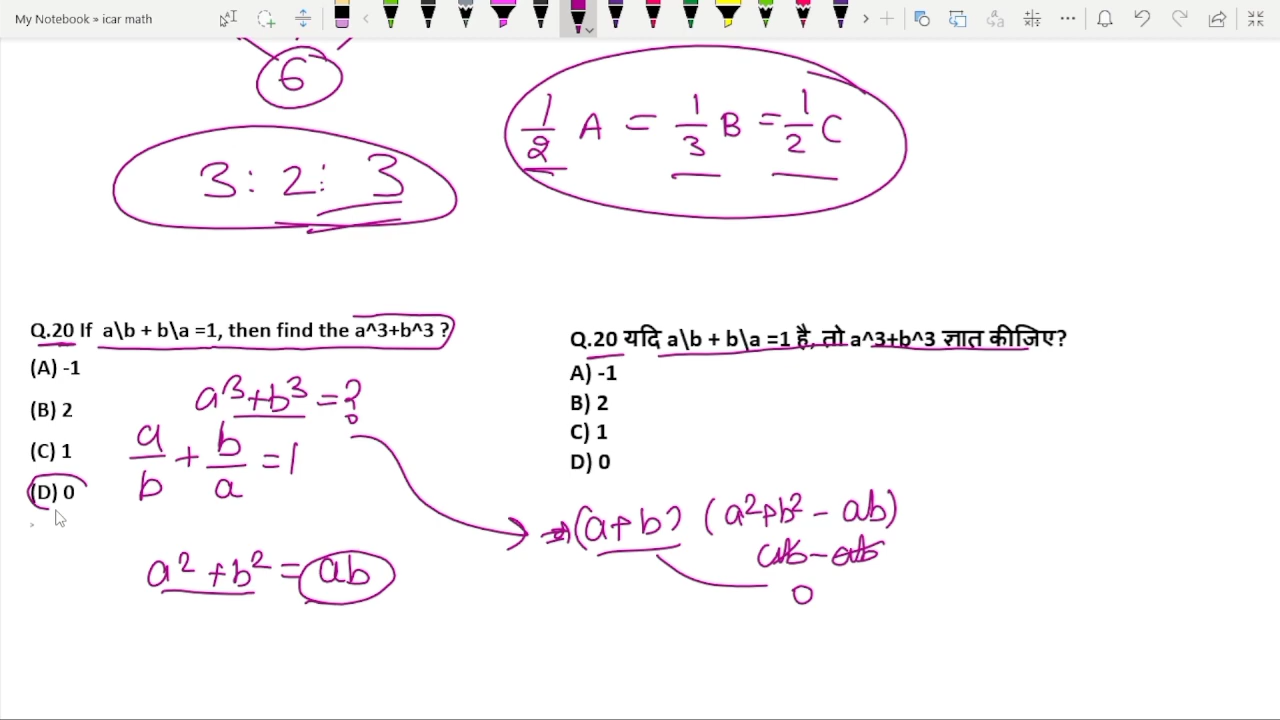 My Notebook » icar math
6
3 : 2 : 3
1/2 A = 1/3 B = 1/2 C
Q.20 If a\b + b\a =1, then find the a^3+b^3 ?
(A) -1
(B) 2
(C) 1
(D) 0
a³+b³ = ?
a/b + b/a = 1
a² + b² = ab
Q.20 यदि a\b + b\a =1 है, तो a^3+b^3 ज्ञात कीजिए?
A) -1
B) 2
C) 1
D) 0
(a+b) (a²+b² - ab)
ab - ab
0